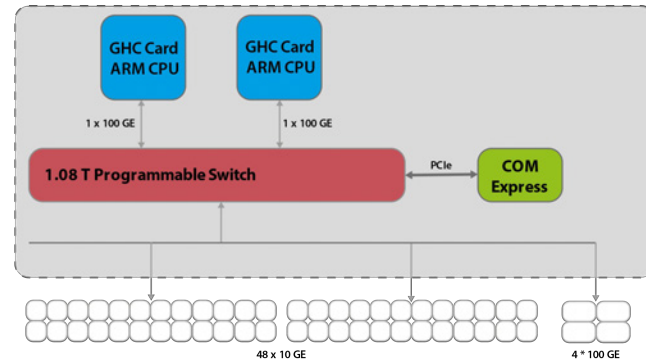 GHC Card
ARM CPU
GHC Card
ARM CPU
1 x 100 GE
1 x 100 GE
1.08 T Programmable Switch
PCIe
COM
Express
48 x 10 GE
4 * 100 GE